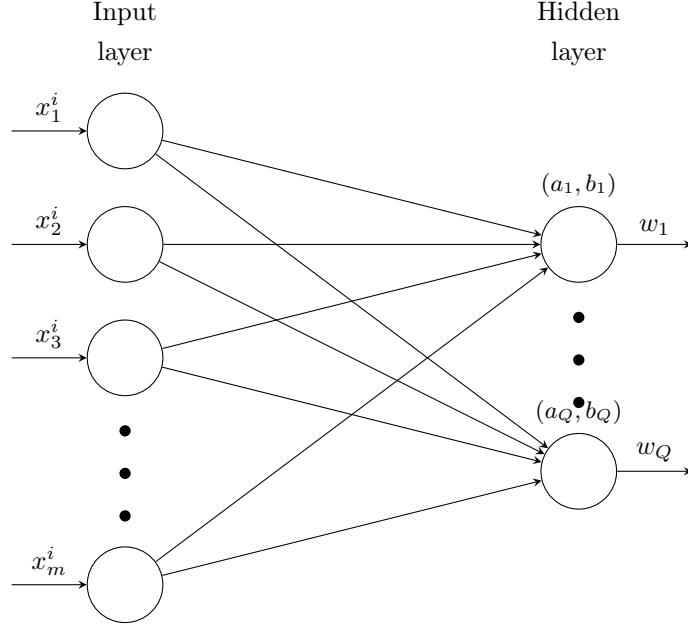 Input
layer
Hidden
layer
x_1^i
x_2^i
x_3^i
x_m^i
(a_1, b_1)
w_1
(a_Q, b_Q)
w_Q